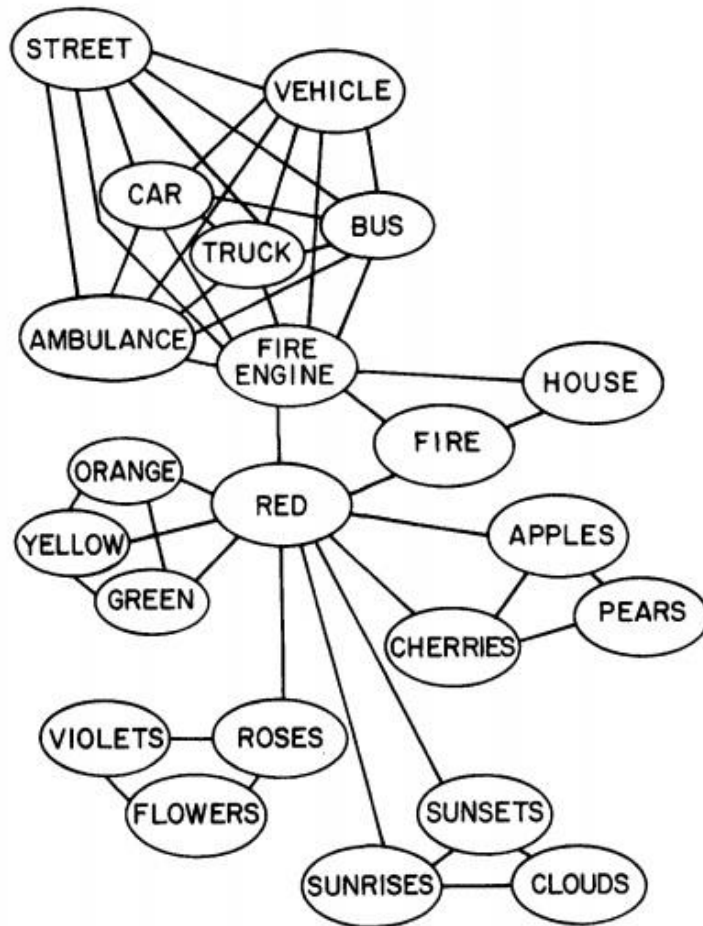 STREET
VEHICLE
CAR
BUS
TRUCK
AMBULANCE
FIRE
ENGINE
HOUSE
FIRE
ORANGE
RED
YELLOW
APPLES
GREEN
PEARS
CHERRIES
VIOLETS
ROSES
FLOWERS
SUNSETS
SUNRISES
CLOUDS